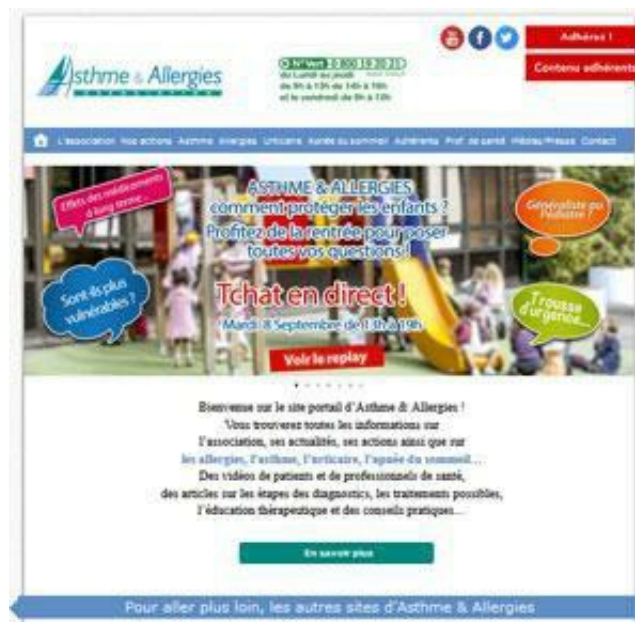 Adhérez !
Contenu adhérents
Asthme & Allergies
ASSOCIATION
N° Vert 0 800 19 20 21
du Lundi au jeudi
de 9h à 13h de 14h à 18h
et le vendredi de 9h à 13h
L'association Nos actions Asthme Allergies Urticaire Apnée du sommeil Adhérents Prof. de santé Médias/Presse Contact
Effets des médicaments
à long terme...
ASTHME & ALLERGIES
comment protéger les enfants ?
Profitez de la rentrée pour poser
toutes vos questions !
Généraliste ou
Pédiatre ?
Sont-ils plus
vulnérables ?
Tchat en direct !
Mardi 8 Septembre de 13h à 19h
Trousse
d'urgence...
Voir le replay
Bienvenue sur le site portail d'Asthme & Allergies !
Vous trouverez toutes les informations sur
l'association, ses actualités, ses actions ainsi que sur
les allergies, l'asthme, l'urticaire, l'apnée du sommeil...
Des vidéos de patients et de professionnels de santé,
des articles sur les étapes des diagnostics, les traitements possibles,
l'éducation thérapeutique et des conseils pratiques...
En savoir plus
Pour aller plus loin, les autres sites d'Asthme & Allergies